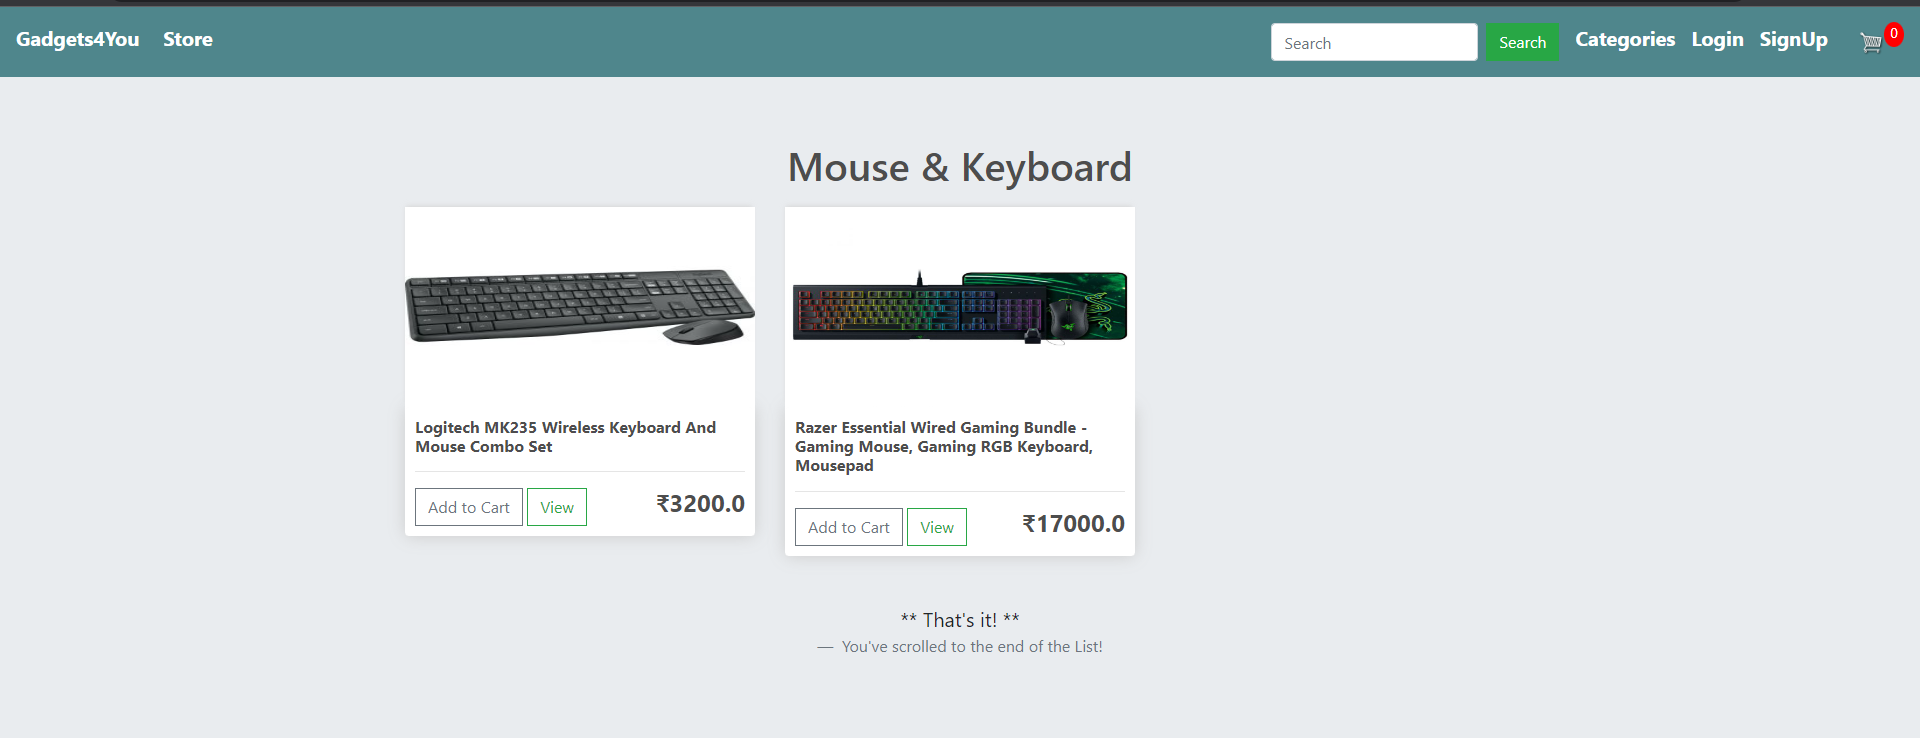 Gadgets4You Store Search Search Categories Login SignUp 0
Mouse & Keyboard
Logitech MK235 Wireless Keyboard And
Mouse Combo Set
Add to Cart View ₹3200.0
Razer Essential Wired Gaming Bundle -
Gaming Mouse, Gaming RGB Keyboard,
Mousepad
Add to Cart View ₹17000.0
** That's it! **
— You've scrolled to the end of the List!